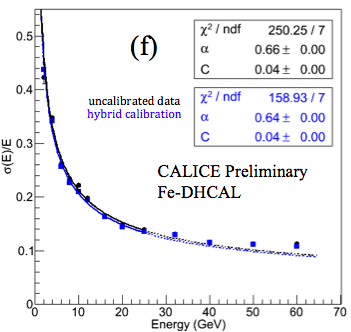 (f)
χ² / ndf 250.25 / 7
α 0.66 ± 0.00
C 0.04 ± 0.00
χ² / ndf 158.93 / 7
α 0.64 ± 0.00
C 0.04 ± 0.00
uncalibrated data
hybrid calibration
CALICE Preliminary
Fe-DHCAL
σ(E)/E
0.5
0.4
0.3
0.2
0.1
0
0 10 20 30 40 50 60 70
Energy (GeV)